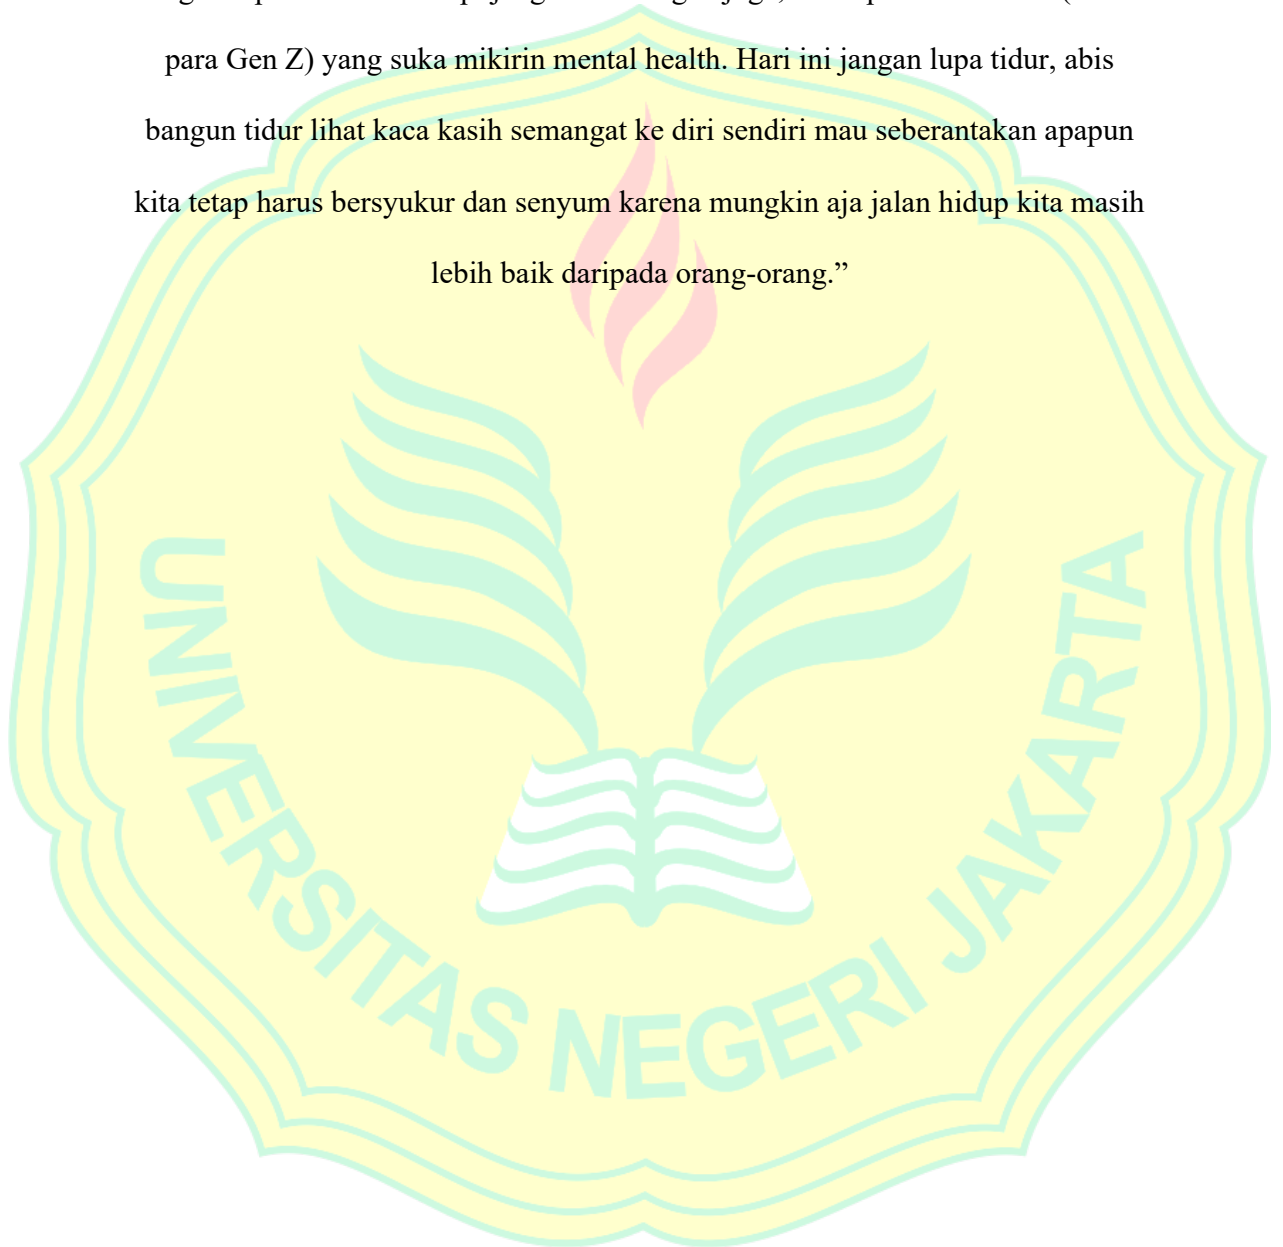 para Gen Z) yang suka mikirin mental health. Hari ini jangan lupa tidur, abis
bangun tidur lihat kaca kasih semangat ke diri sendiri mau seberantakan apapun
kita tetap harus bersyukur dan senyum karena mungkin aja jalan hidup kita masih
lebih baik daripada orang-orang.”
UNIVERSITAS NEGERI JAKARTA